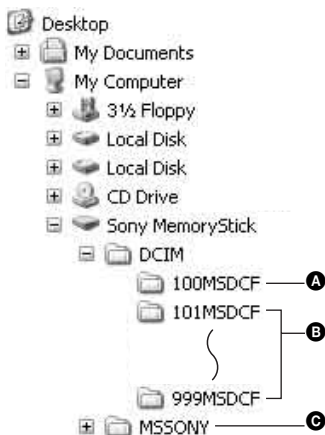 Desktop
My Documents
My Computer
3½ Floppy
Local Disk
Local Disk
CD Drive
Sony MemoryStick
DCIM
100MSDCF A
101MSDCF
B
999MSDCF
MSSONY C